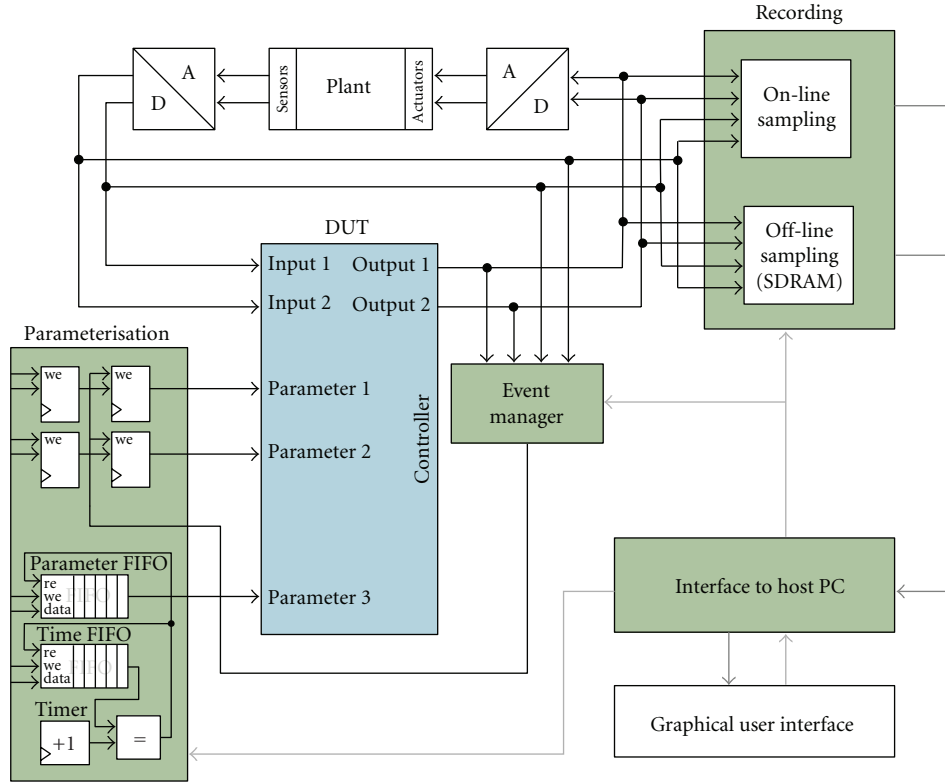 Recording
A
D
Sensors
Plant
Actuators
A
D
On-line
sampling
Off-line
sampling
(SDRAM)
DUT
Input 1
Output 1
Input 2
Output 2
Parameter 1
Parameter 2
Parameter 3
Controller
Event
manager
Parameterisation
we
we
we
we
Parameter FIFO
re
we
data
FIFO
Time FIFO
re
we
data
FIFO
Timer
+1
=
Interface to host PC
Graphical user interface